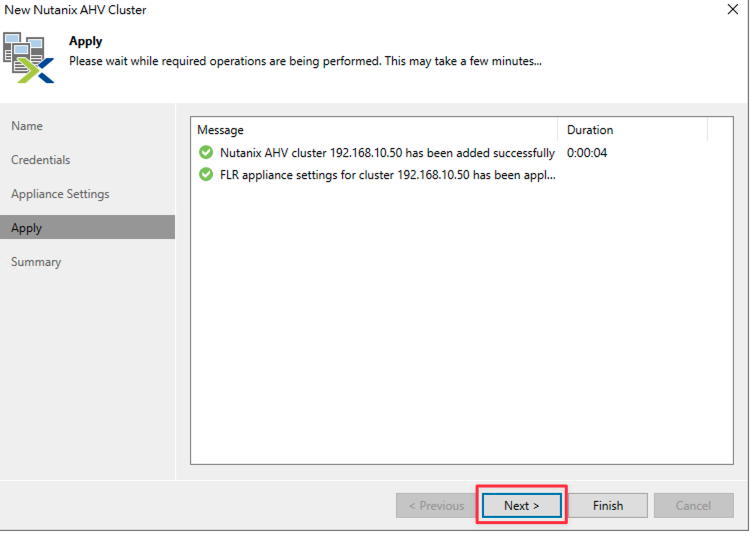 New Nutanix AHV Cluster
Apply
Please wait while required operations are being performed. This may take a few minutes...
Name
Credentials
Appliance Settings
Apply
Summary
Message Duration
Nutanix AHV cluster 192.168.10.50 has been added successfully 0:00:04
FLR appliance settings for cluster 192.168.10.50 has been appl...
< Previous Next > Finish Cancel